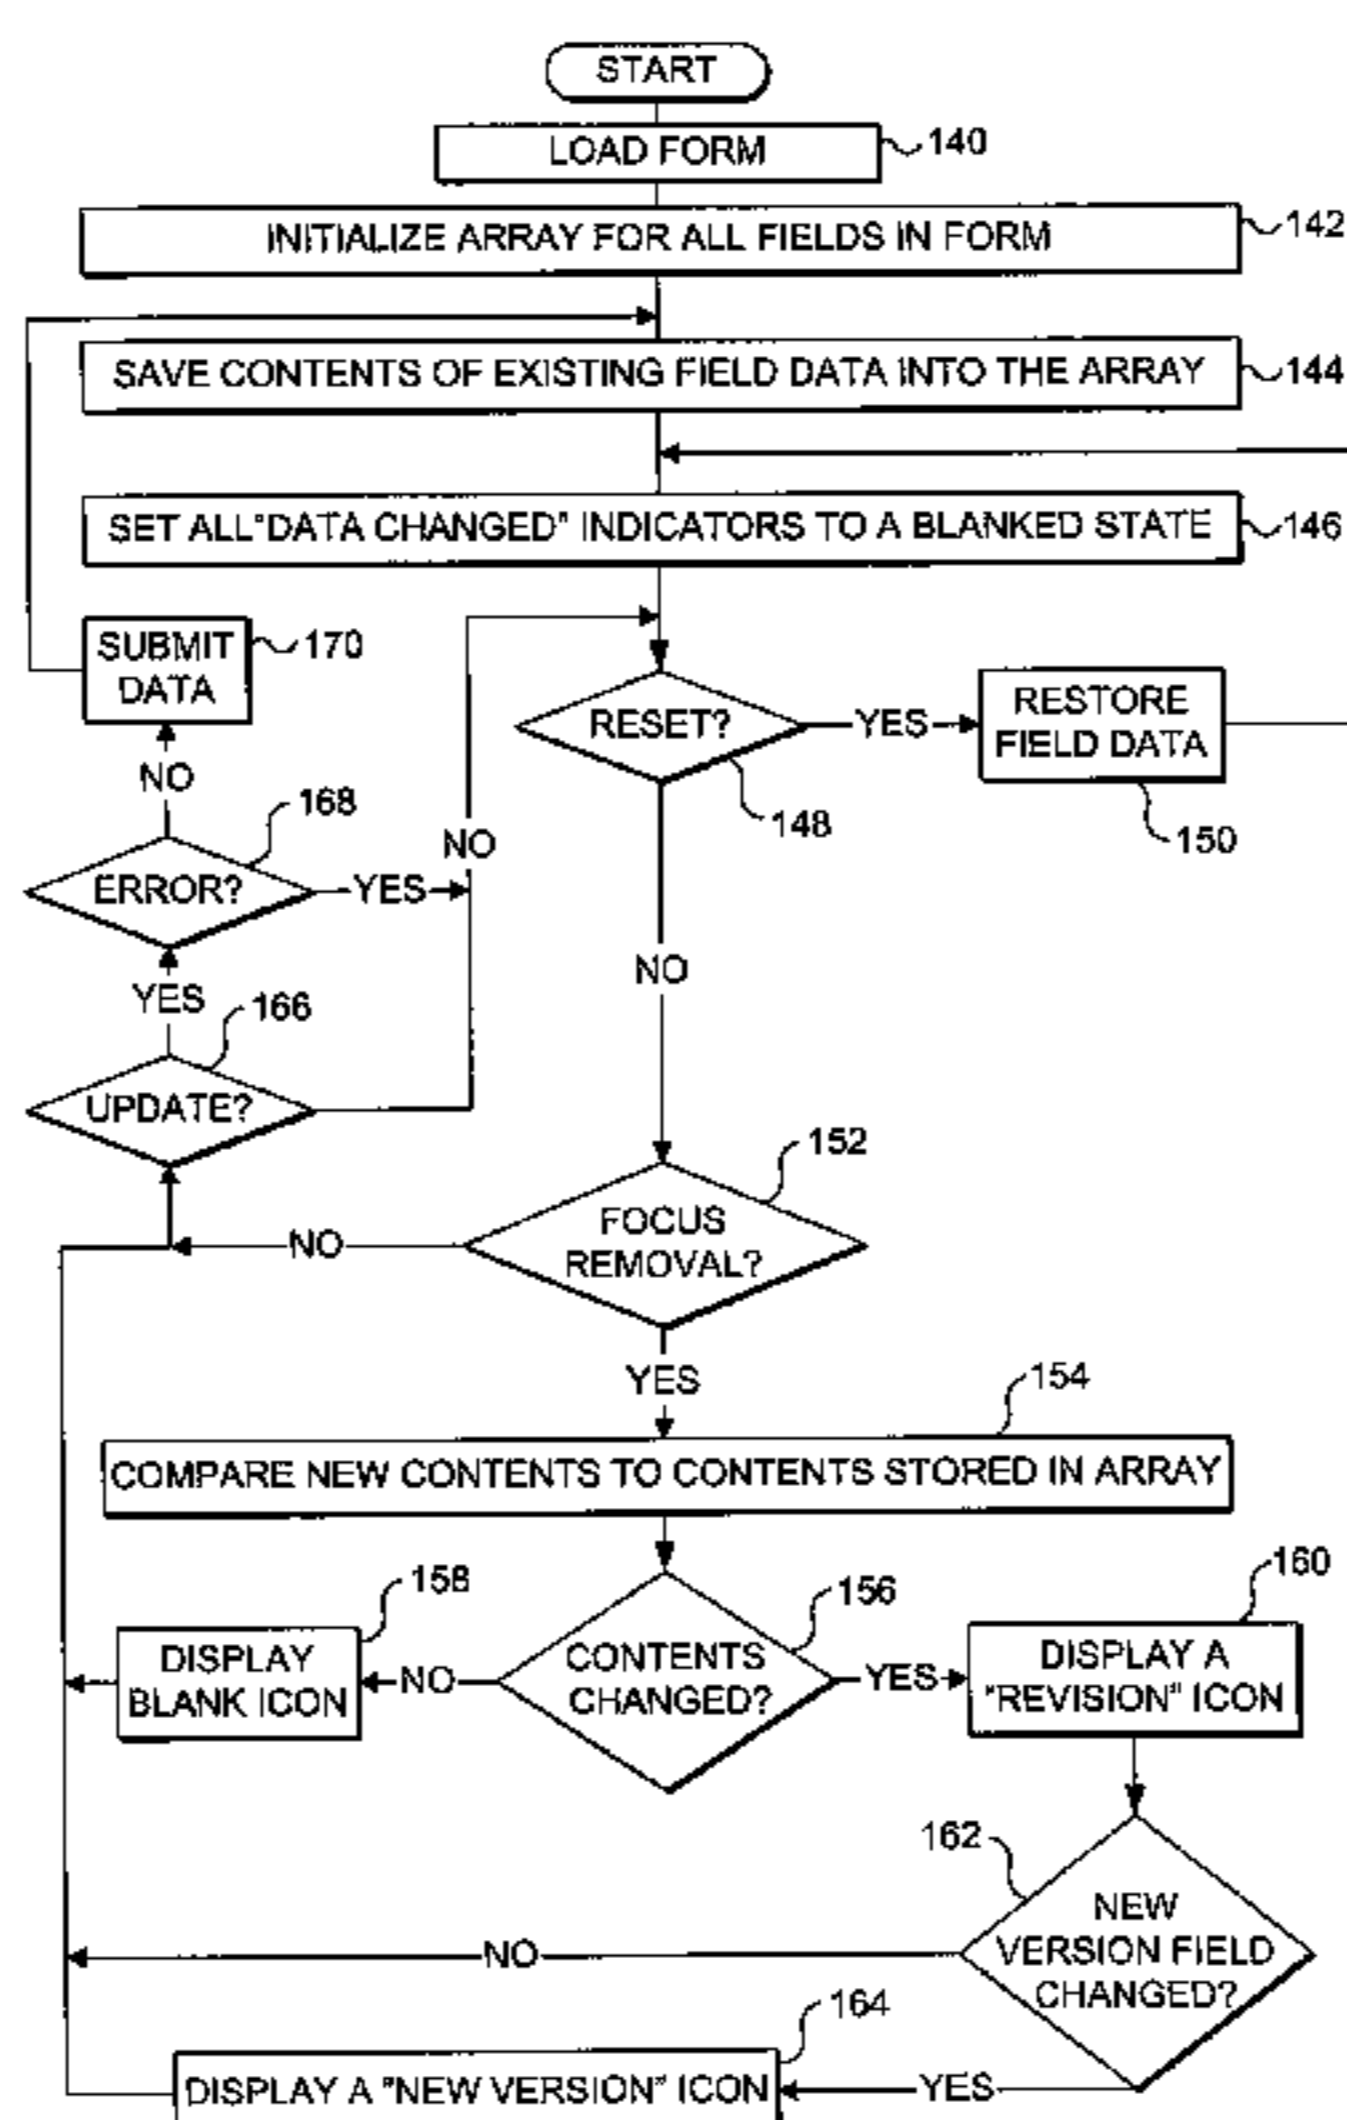 START
LOAD FORM
140
INITIALIZE ARRAY FOR ALL FIELDS IN FORM
142
SAVE CONTENTS OF EXISTING FIELD DATA INTO THE ARRAY
144
SET ALL"DATA CHANGED" INDICATORS TO A BLANKED STATE
146
SUBMIT
DATA
170
RESET?
YES
RESTORE
FIELD DATA
148
150
NO
168
NO
ERROR?
YES
NO
YES
166
UPDATE?
152
FOCUS
REMOVAL?
NO
YES
154
COMPARE NEW CONTENTS TO CONTENTS STORED IN ARRAY
158
156
160
DISPLAY
BLANK ICON
NO
CONTENTS
CHANGED?
YES
DISPLAY A
"REVISION" ICON
162
NEW
VERSION FIELD
CHANGED?
NO
164
DISPLAY A "NEW VERSION" ICON
YES